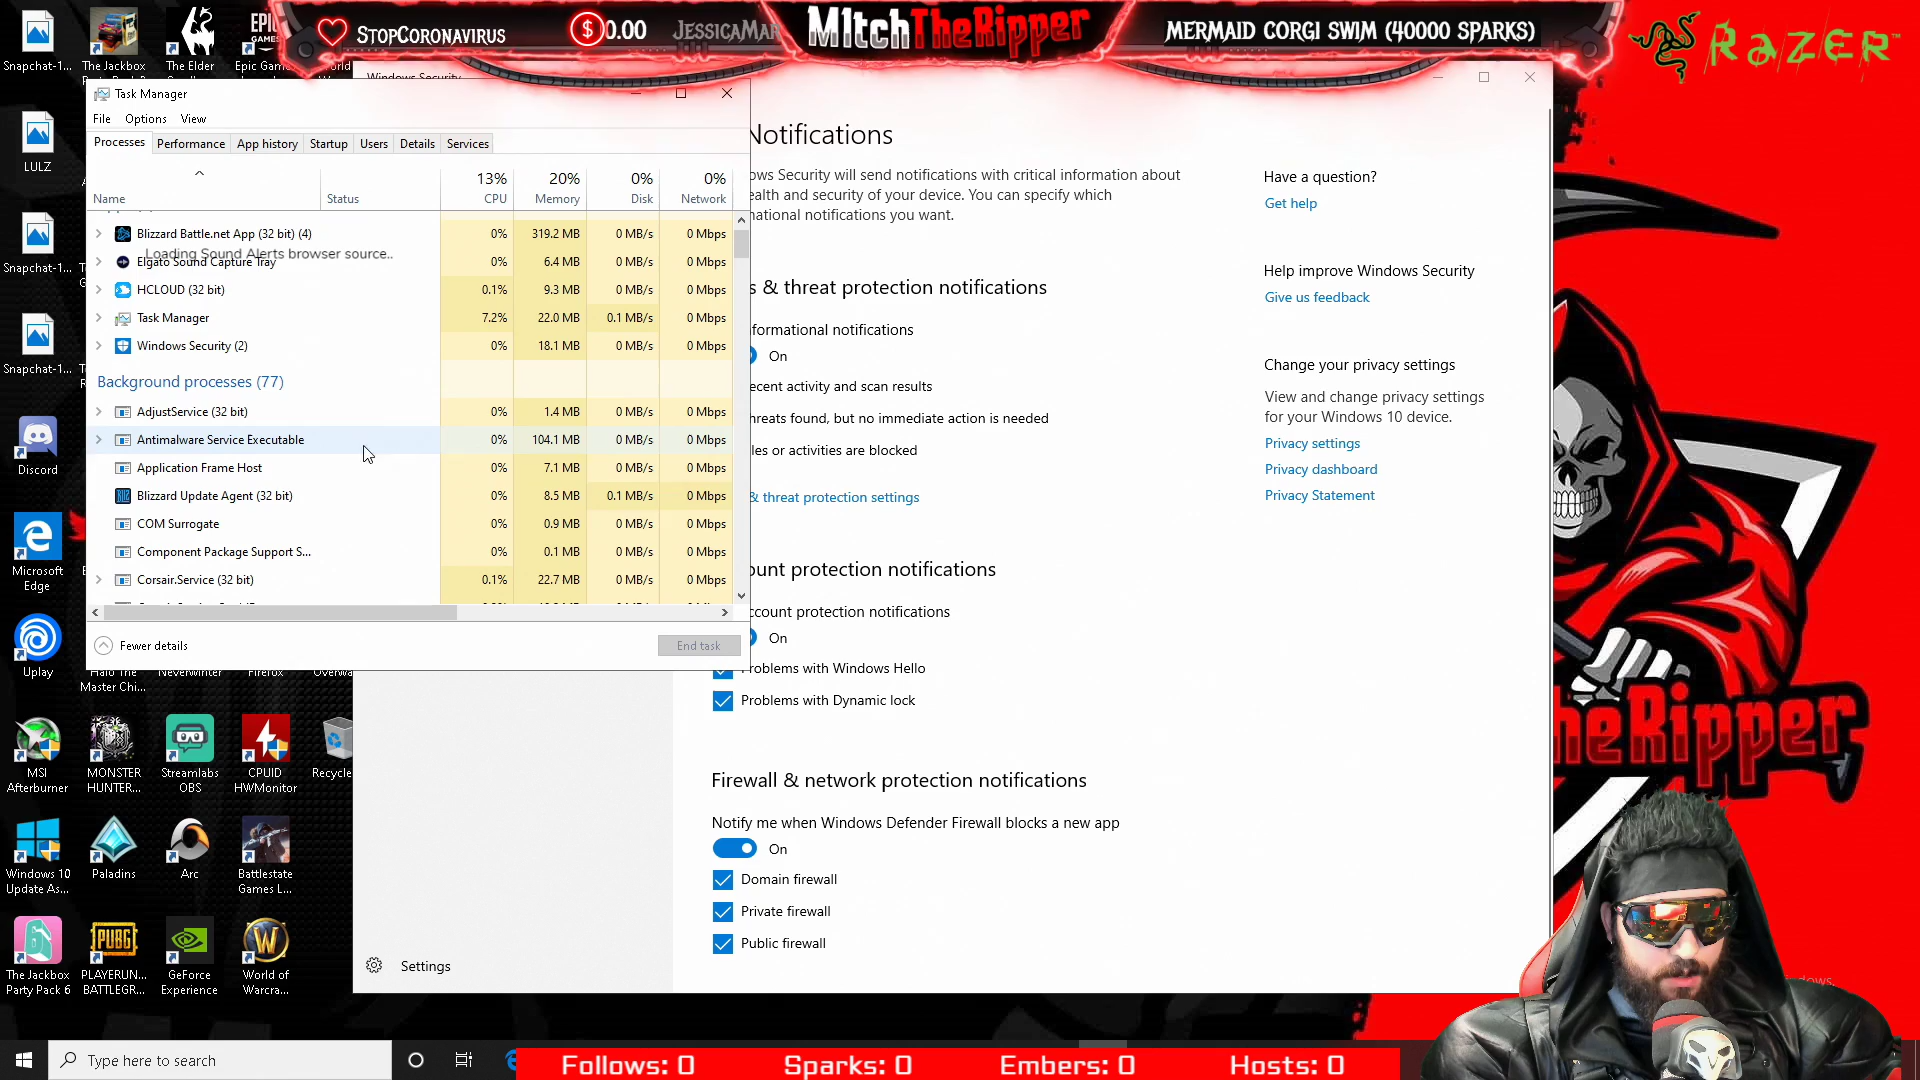 StopCoronavirus
$0.00
JessicaMar
M1tchTheRipper
MERMAID CORGI SWIM (40000 SPARKS)
RAZER
Snapchat-1...
The Jackbox
The Elder
Epic Games
World
LULZ
Snapchat-1...
Snapchat-1...
Discord
Microsoft
Edge
Uplay
Halo The
Master Chi...
Neverwinter
Firefox
Overwa
MSI
Afterburner
MONSTER
HUNTER...
Streamlabs
OBS
CPUID
HWMonitor
Recycle
Windows 10
Update As...
Paladins
Arc
Battlestate
Games L...
The Jackbox
Party Pack 6
PLAYERUN...
BATTLEGR...
GeForce
Experience
World of
Warcra...
Task Manager
File Options View
Processes Performance App history Startup Users Details Services
13% 20% 0% 0%
Name Status CPU Memory Disk Network
Blizzard Battle.net App (32 bit) (4) 0% 319.2 MB 0 MB/s 0 Mbps
Loading Sound Alerts browser source..
Elgato Sound Capture Tray 0% 6.4 MB 0 MB/s 0 Mbps
HCLOUD (32 bit) 0.1% 9.3 MB 0 MB/s 0 Mbps
Task Manager 7.2% 22.0 MB 0.1 MB/s 0 Mbps
Windows Security (2) 0% 18.1 MB 0 MB/s 0 Mbps
Background processes (77)
AdjustService (32 bit) 0% 1.4 MB 0 MB/s 0 Mbps
Antimalware Service Executable 0% 104.1 MB 0 MB/s 0 Mbps
Application Frame Host 0% 7.1 MB 0 MB/s 0 Mbps
Blizzard Update Agent (32 bit) 0% 8.5 MB 0.1 MB/s 0 Mbps
COM Surrogate 0% 0.9 MB 0 MB/s 0 Mbps
Component Package Support S... 0% 0.1 MB 0 MB/s 0 Mbps
Corsair.Service (32 bit) 0.1% 22.7 MB 0 MB/s 0 Mbps
Fewer details
End task
Windows Security
Notifications
ows Security will send notifications with critical information about
ealth and security of your device. You can specify which
national notifications you want.
s & threat protection notifications
formational notifications
On
ecent activity and scan results
hreats found, but no immediate action is needed
les or activities are blocked
& threat protection settings
ount protection notifications
ccount protection notifications
On
Problems with Windows Hello
Problems with Dynamic lock
Firewall & network protection notifications
Notify me when Windows Defender Firewall blocks a new app
On
Domain firewall
Private firewall
Public firewall
Settings
Have a question?
Get help
Help improve Windows Security
Give us feedback
Change your privacy settings
View and change privacy settings
for your Windows 10 device.
Privacy settings
Privacy dashboard
Privacy Statement
heRipper
Type here to search
Follows: 0
Sparks: 0
Embers: 0
Hosts: 0